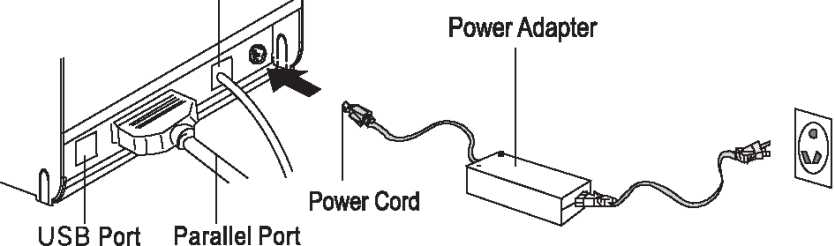 Power Adapter
Power Cord
USB Port
Parallel Port